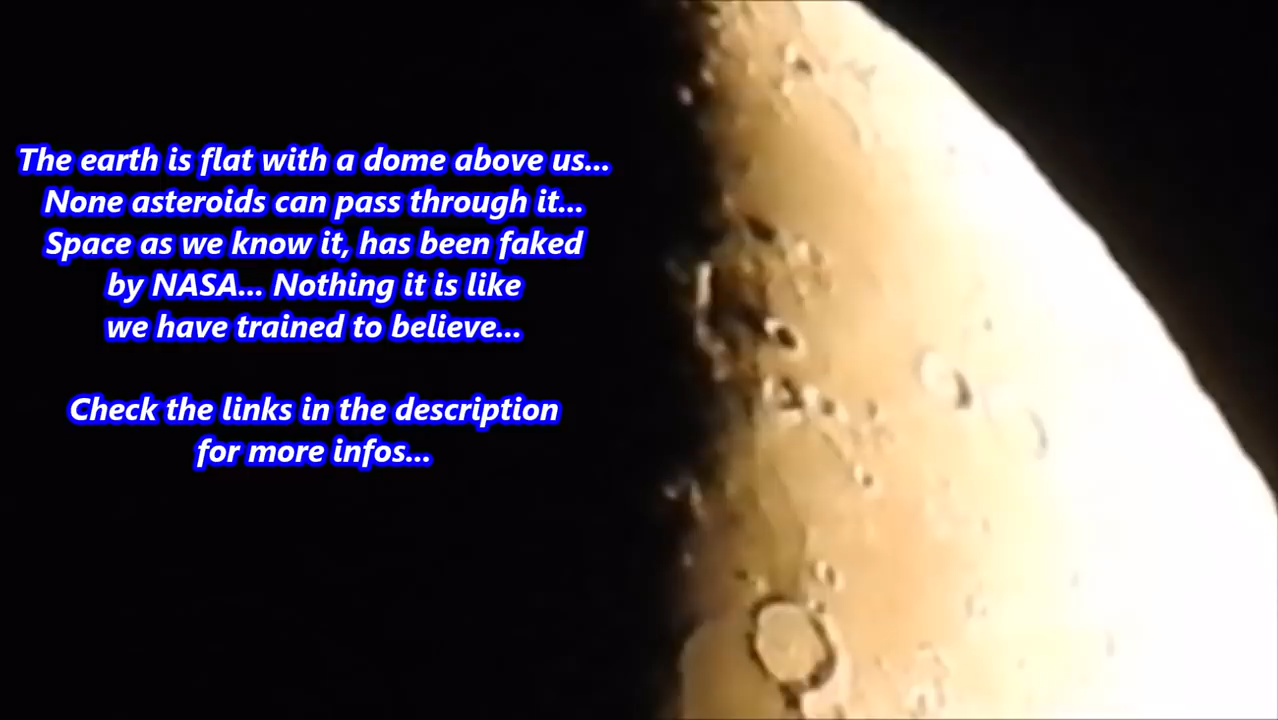 The earth is flat with a dome above us...
None asteroids can pass through it...
Space as we know it, has been faked
by NASA... Nothing it is like
we have trained to believe...
Check the links in the description
for more infos...